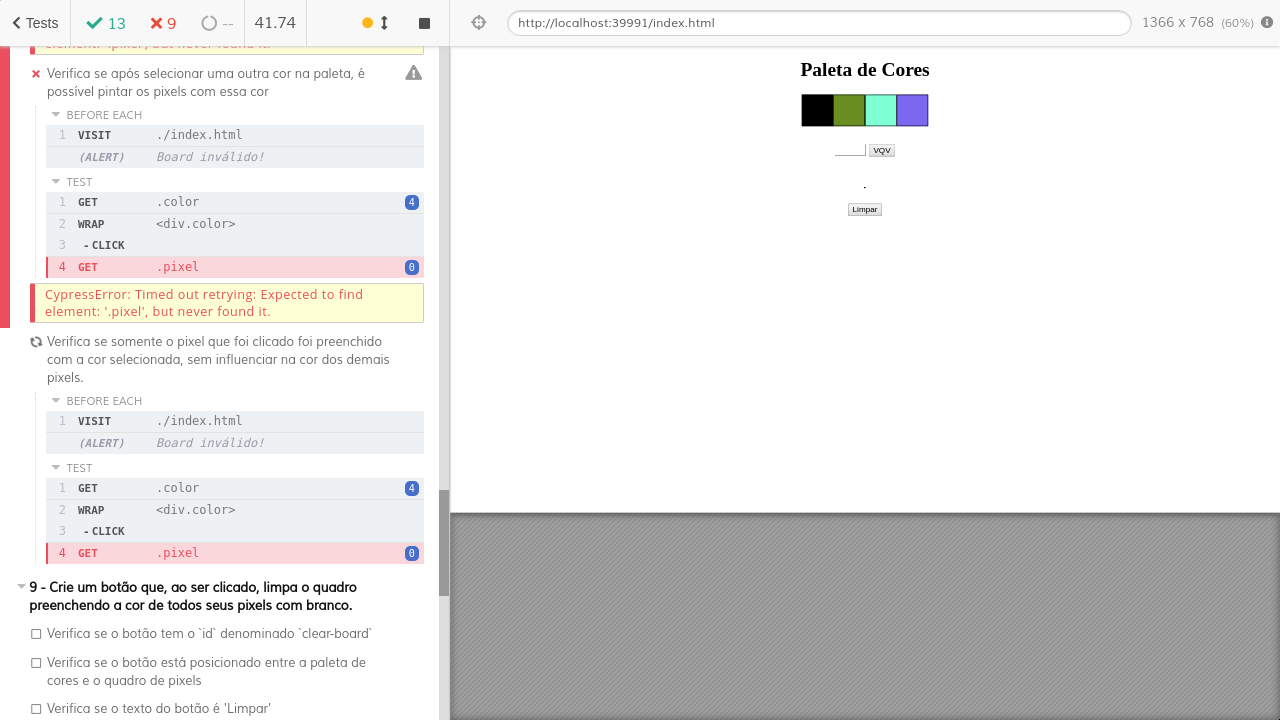 Tests
13
9
--
41.74
http://localhost:39991/index.html
1366 x 768 (60%)
element: '.pixel', but never found it.
Verifica se após selecionar uma outra cor na paleta, é
possível pintar os pixels com essa cor
BEFORE EACH
1 VISIT ./index.html
(ALERT) Board inválido!
TEST
1 GET .color 4
2 WRAP <div.color>
3 -CLICK
4 GET .pixel 0
CypressError: Timed out retrying: Expected to find
element: '.pixel', but never found it.
Verifica se somente o pixel que foi clicado foi preenchido
com a cor selecionada, sem influenciar na cor dos demais
pixels.
BEFORE EACH
1 VISIT ./index.html
(ALERT) Board inválido!
TEST
1 GET .color 4
2 WRAP <div.color>
3 -CLICK
4 GET .pixel 0
9 - Crie um botão que, ao ser clicado, limpa o quadro
preenchendo a cor de todos seus pixels com branco.
Verifica se o botão tem o `id` denominado `clear-board`
Verifica se o botão está posicionado entre a paleta de
cores e o quadro de pixels
Verifica se o texto do botão é 'Limpar'
Paleta de Cores
VQV
Limpar